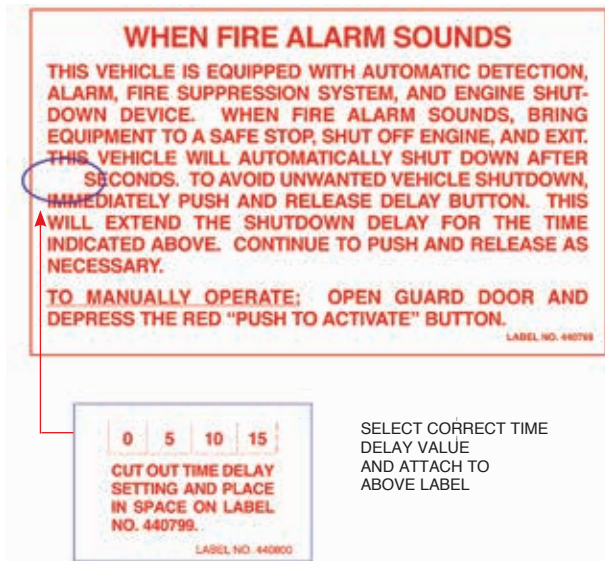 WHEN FIRE ALARM SOUNDS
THIS VEHICLE IS EQUIPPED WITH AUTOMATIC DETECTION,
ALARM, FIRE SUPPRESSION SYSTEM, AND ENGINE SHUT-
DOWN DEVICE. WHEN FIRE ALARM SOUNDS, BRING
EQUIPMENT TO A SAFE STOP, SHUT OFF ENGINE, AND EXIT.
THIS VEHICLE WILL AUTOMATICALLY SHUT DOWN AFTER
SECONDS. TO AVOID UNWANTED VEHICLE SHUTDOWN,
IMMEDIATELY PUSH AND RELEASE DELAY BUTTON. THIS
WILL EXTEND THE SHUTDOWN DELAY FOR THE TIME
INDICATED ABOVE. CONTINUE TO PUSH AND RELEASE AS
NECESSARY.
TO MANUALLY OPERATE: OPEN GUARD DOOR AND
DEPRESS THE RED “PUSH TO ACTIVATE” BUTTON.
LABEL NO. 440799
0 5 10 15
CUT OUT TIME DELAY
SETTING AND PLACE
IN SPACE ON LABEL
NO. 440799.
LABEL NO. 440800
SELECT CORRECT TIME
DELAY VALUE
AND ATTACH TO
ABOVE LABEL